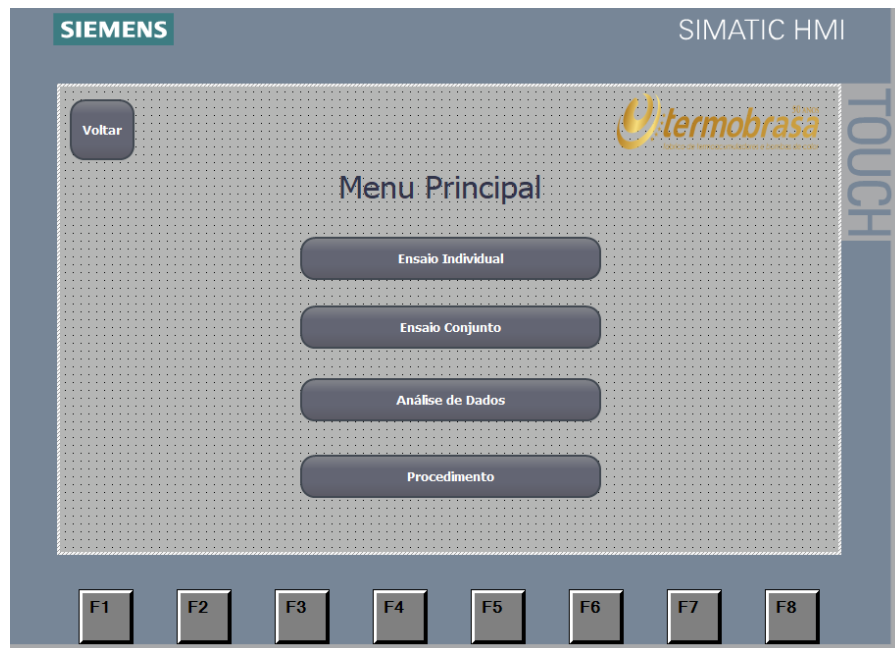 SIEMENS
SIMATIC HMI
TOUCH
Voltar
termobrasa
Menu Principal
Ensaio Individual
Ensaio Conjunto
Análise de Dados
Procedimento
F1 F2 F3 F4 F5 F6 F7 F8